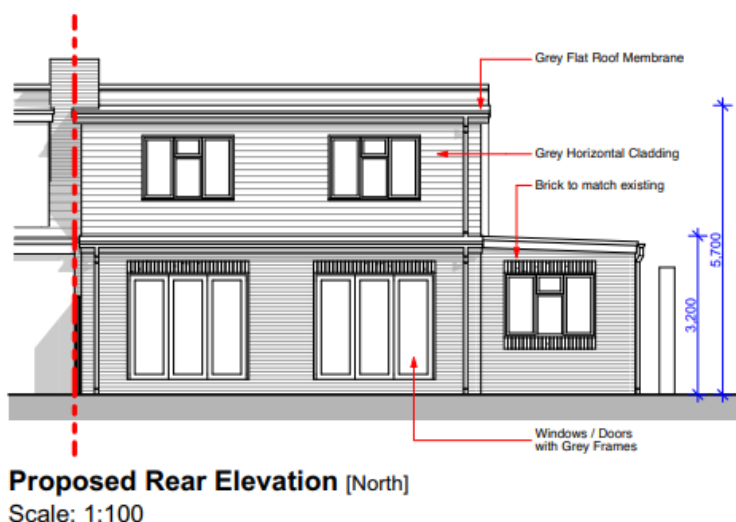 Grey Flat Roof Membrane
Grey Horizontal Cladding
Brick to match existing
5,700
3,200
Windows / Doors
with Grey Frames
Proposed Rear Elevation [North]
Scale: 1:100